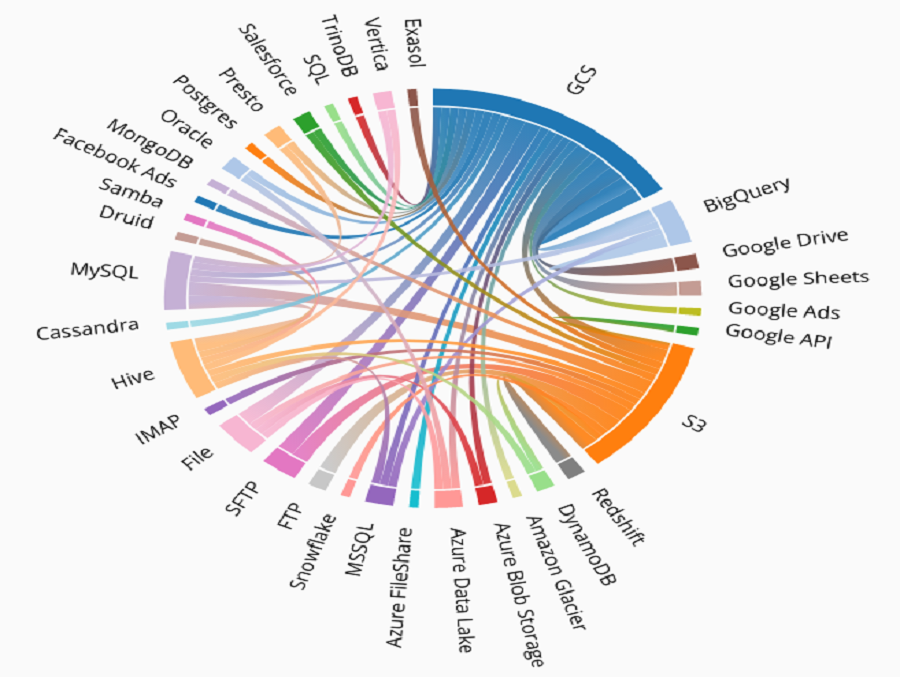 GCS
BigQuery
Google Drive
Google Sheets
Google Ads
Google API
S3
Redshift
DynamoDB
Amazon Glacier
Azure Blob Storage
Azure Data Lake
Azure FileShare
MSSQL
Snowflake
FTP
SFTP
File
IMAP
Hive
Cassandra
MySQL
Druid
Samba
Facebook Ads
MongoDB
Oracle
Postgres
Presto
Salesforce
SQL
TrinoDB
Vertica
Exasol